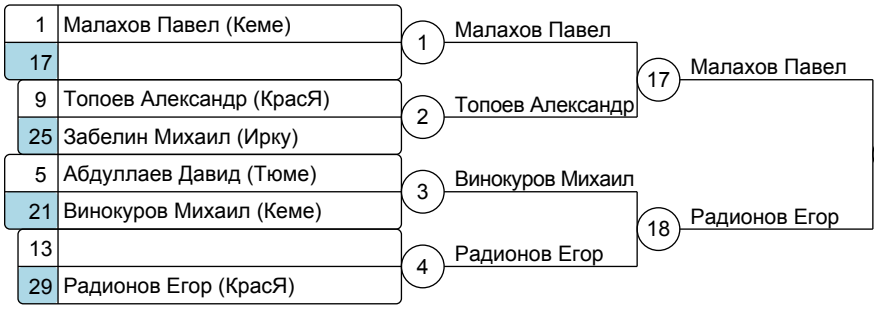 1 Малахов Павел (Кеме)
17
9 Топоев Александр (КрасЯ)
25 Забелин Михаил (Ирку)
5 Абдуллаев Давид (Тюме)
21 Винокуров Михаил (Кеме)
13
29 Радионов Егор (КрасЯ)
1 Малахов Павел
2 Топоев Александр
3 Винокуров Михаил
4 Радионов Егор
17 Малахов Павел
18 Радионов Егор